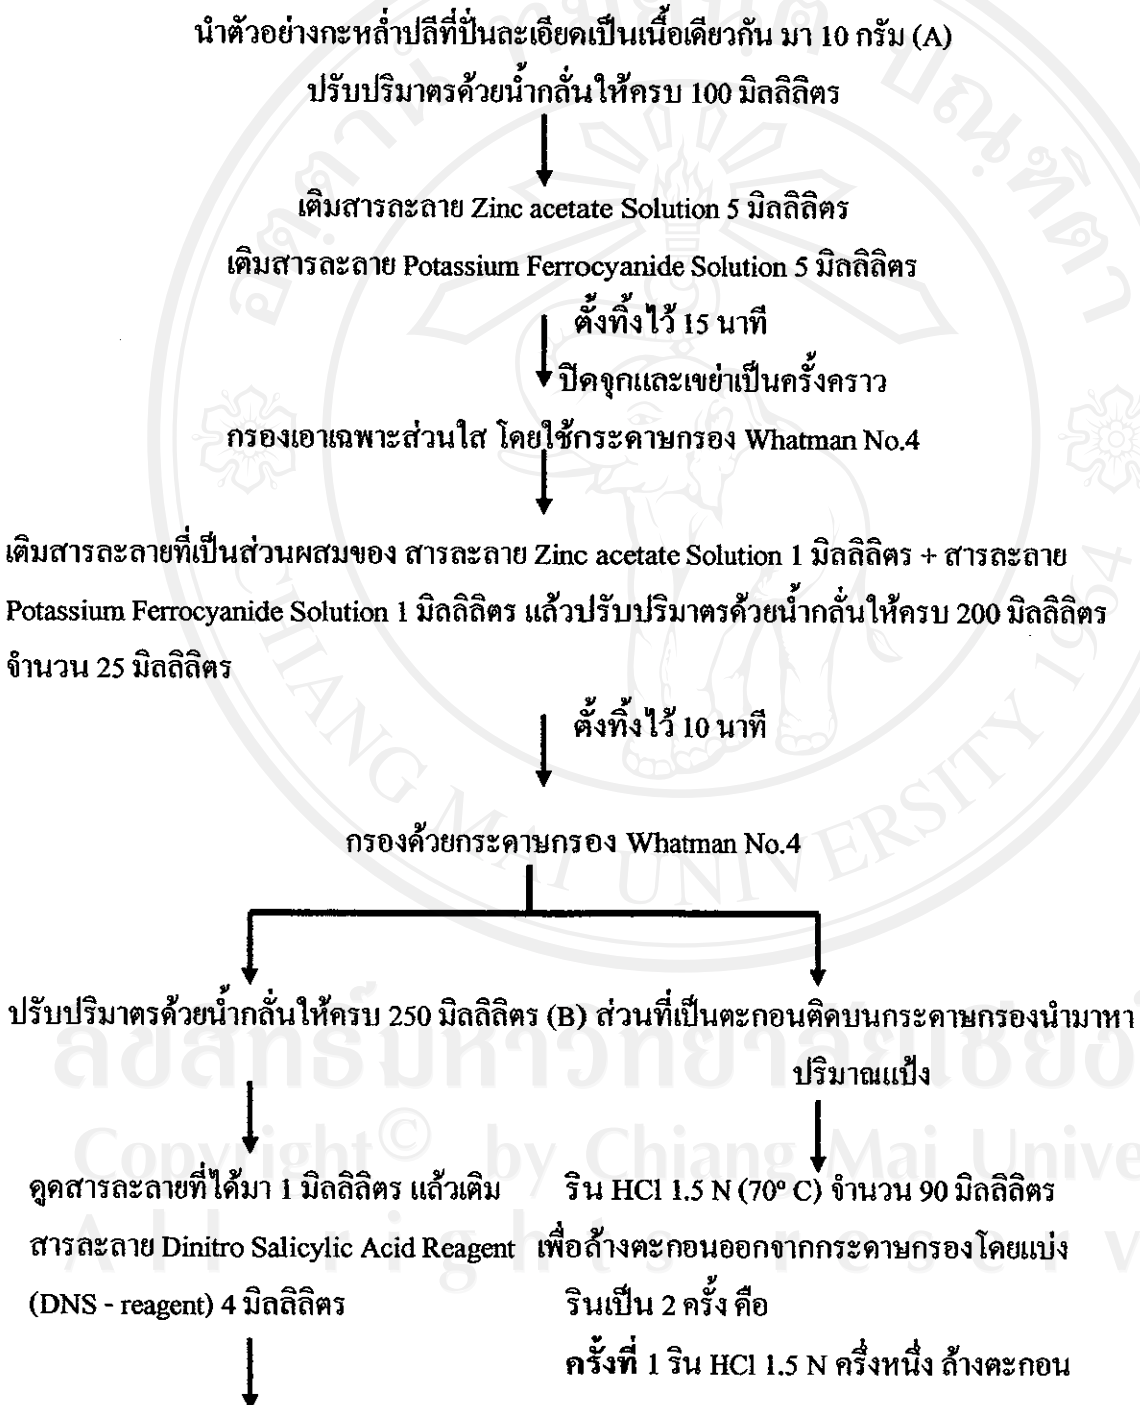 นำตัวอย่างกะหล่ำปลีที่ปั่นละเอียดเป็นเนื้อเดียวกัน มา 10 กรัม (A)
ปรับปริมาตรด้วยน้ำกลั่นให้ครบ 100 มิลลิลิตร
เติมสารละลาย Zinc acetate Solution 5 มิลลิลิตร
เติมสารละลาย Potassium Ferrocyanide Solution 5 มิลลิลิตร
ตั้งทิ้งไว้ 15 นาที
ปิดจุกและเขย่าเป็นครั้งคราว
กรองเอาเฉพาะส่วนใส โดยใช้กระดาษกรอง Whatman No.4
เติมสารละลายที่เป็นส่วนผสมของ สารละลาย Zinc acetate Solution 1 มิลลิลิตร + สารละลาย
Potassium Ferrocyanide Solution 1 มิลลิลิตร แล้วปรับปริมาตรด้วยน้ำกลั่นให้ครบ 200 มิลลิลิตร
จำนวน 25 มิลลิลิตร
ตั้งทิ้งไว้ 10 นาที
กรองด้วยกระดาษกรอง Whatman No.4
ปรับปริมาตรด้วยน้ำกลั่นให้ครบ 250 มิลลิลิตร (B)
ดูดสารละลายที่ได้มา 1 มิลลิลิตร แล้วเติม
สารละลาย Dinitro Salicylic Acid Reagent
(DNS - reagent) 4 มิลลิลิตร
ส่วนที่เป็นตะกอนติดบนกระดาษกรองนำมาหา
ปริมาณแป้ง
ริน HCl 1.5 N (70° C) จำนวน 90 มิลลิลิตร
เพื่อล้างตะกอนออกจากกระดาษกรองโดยแบ่ง
รินเป็น 2 ครั้ง คือ
ครั้งที่ 1 ริน HCl 1.5 N ครึ่งหนึ่ง ล้างตะกอน
CHIANG MAI UNIVERSITY 1964
Copyright© by Chiang Mai Unive
All rights reserv